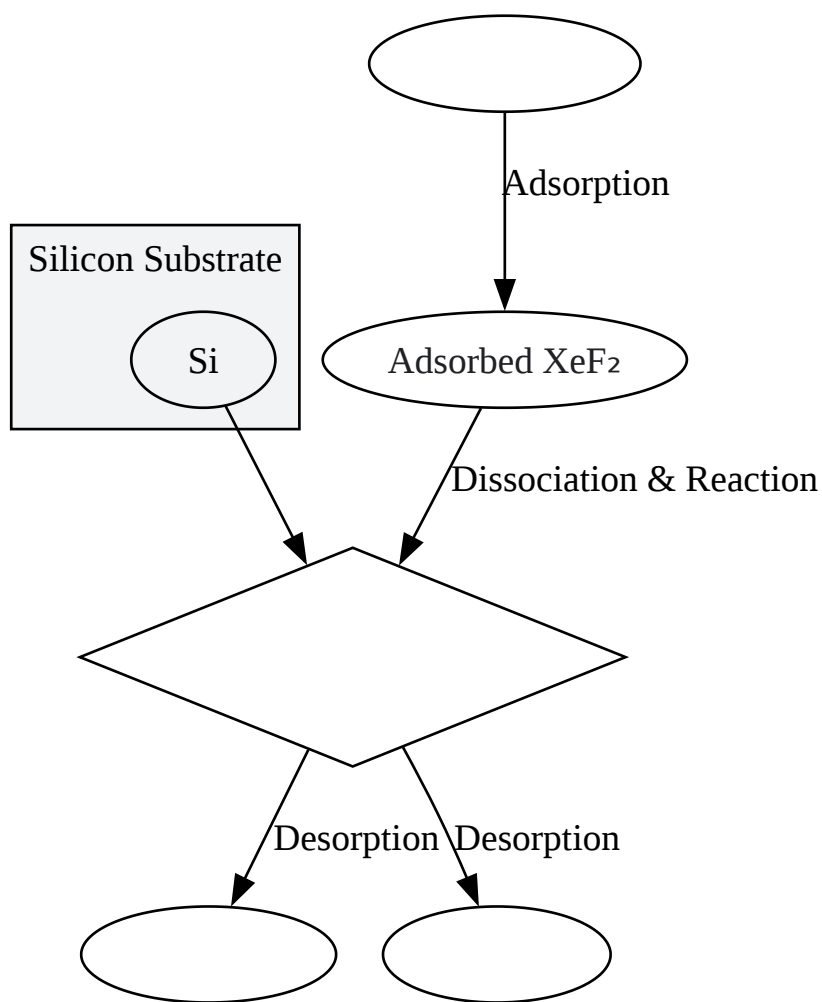 Adsorption
Silicon Substrate
Si
Adsorbed XeF₂
Dissociation & Reaction
Desorption
Desorption